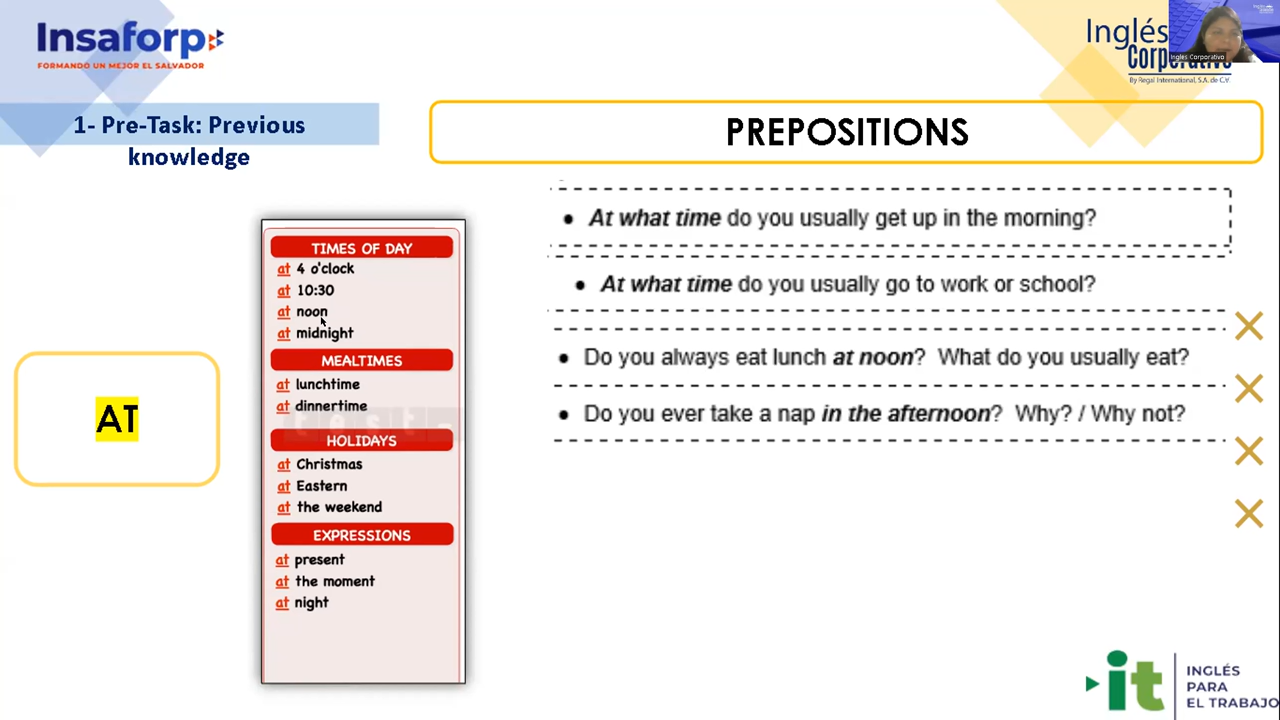 Insaforp
FORMANDO UN MEJOR EL SALVADOR
Inglés
Corporativo
By Regal International, S.A. de C.V.
Inglés Corporativo
1- Pre-Task: Previous
knowledge
PREPOSITIONS
AT
TIMES OF DAY
at 4 o'clock
at 10:30
at noon
at midnight
MEALTIMES
at lunchtime
at dinnertime
HOLIDAYS
at Christmas
at Eastern
at the weekend
EXPRESSIONS
at present
at the moment
at night
• At what time do you usually get up in the morning?
• At what time do you usually go to work or school?
• Do you always eat lunch at noon? What do you usually eat?
• Do you ever take a nap in the afternoon? Why? / Why not?
it
INGLÉS
PARA
EL TRABAJO